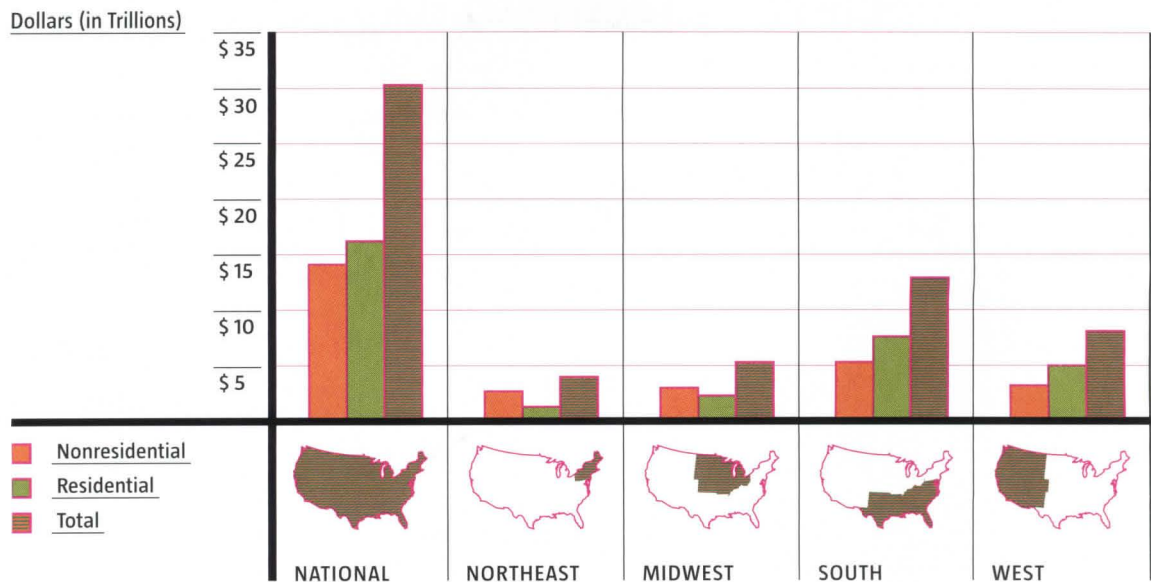 Dollars (in Trillions)
$ 35
$ 30
$ 25
$ 20
$ 15
$ 10
$ 5
Nonresidential
Residential
Total
NATIONAL
NORTHEAST
MIDWEST
SOUTH
WEST